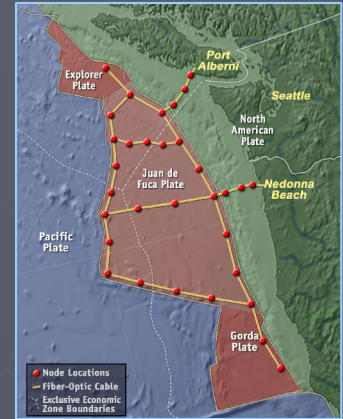 Port
Alberni
Explorer
Plate
Seattle
North
American
Plate
Juan de
Fuca Plate
Nedonna
Beach
Pacific
Plate
Gorda
Plate
Node Locations
Fiber-Optic Cable
Exclusive Economic
Zone Boundaries